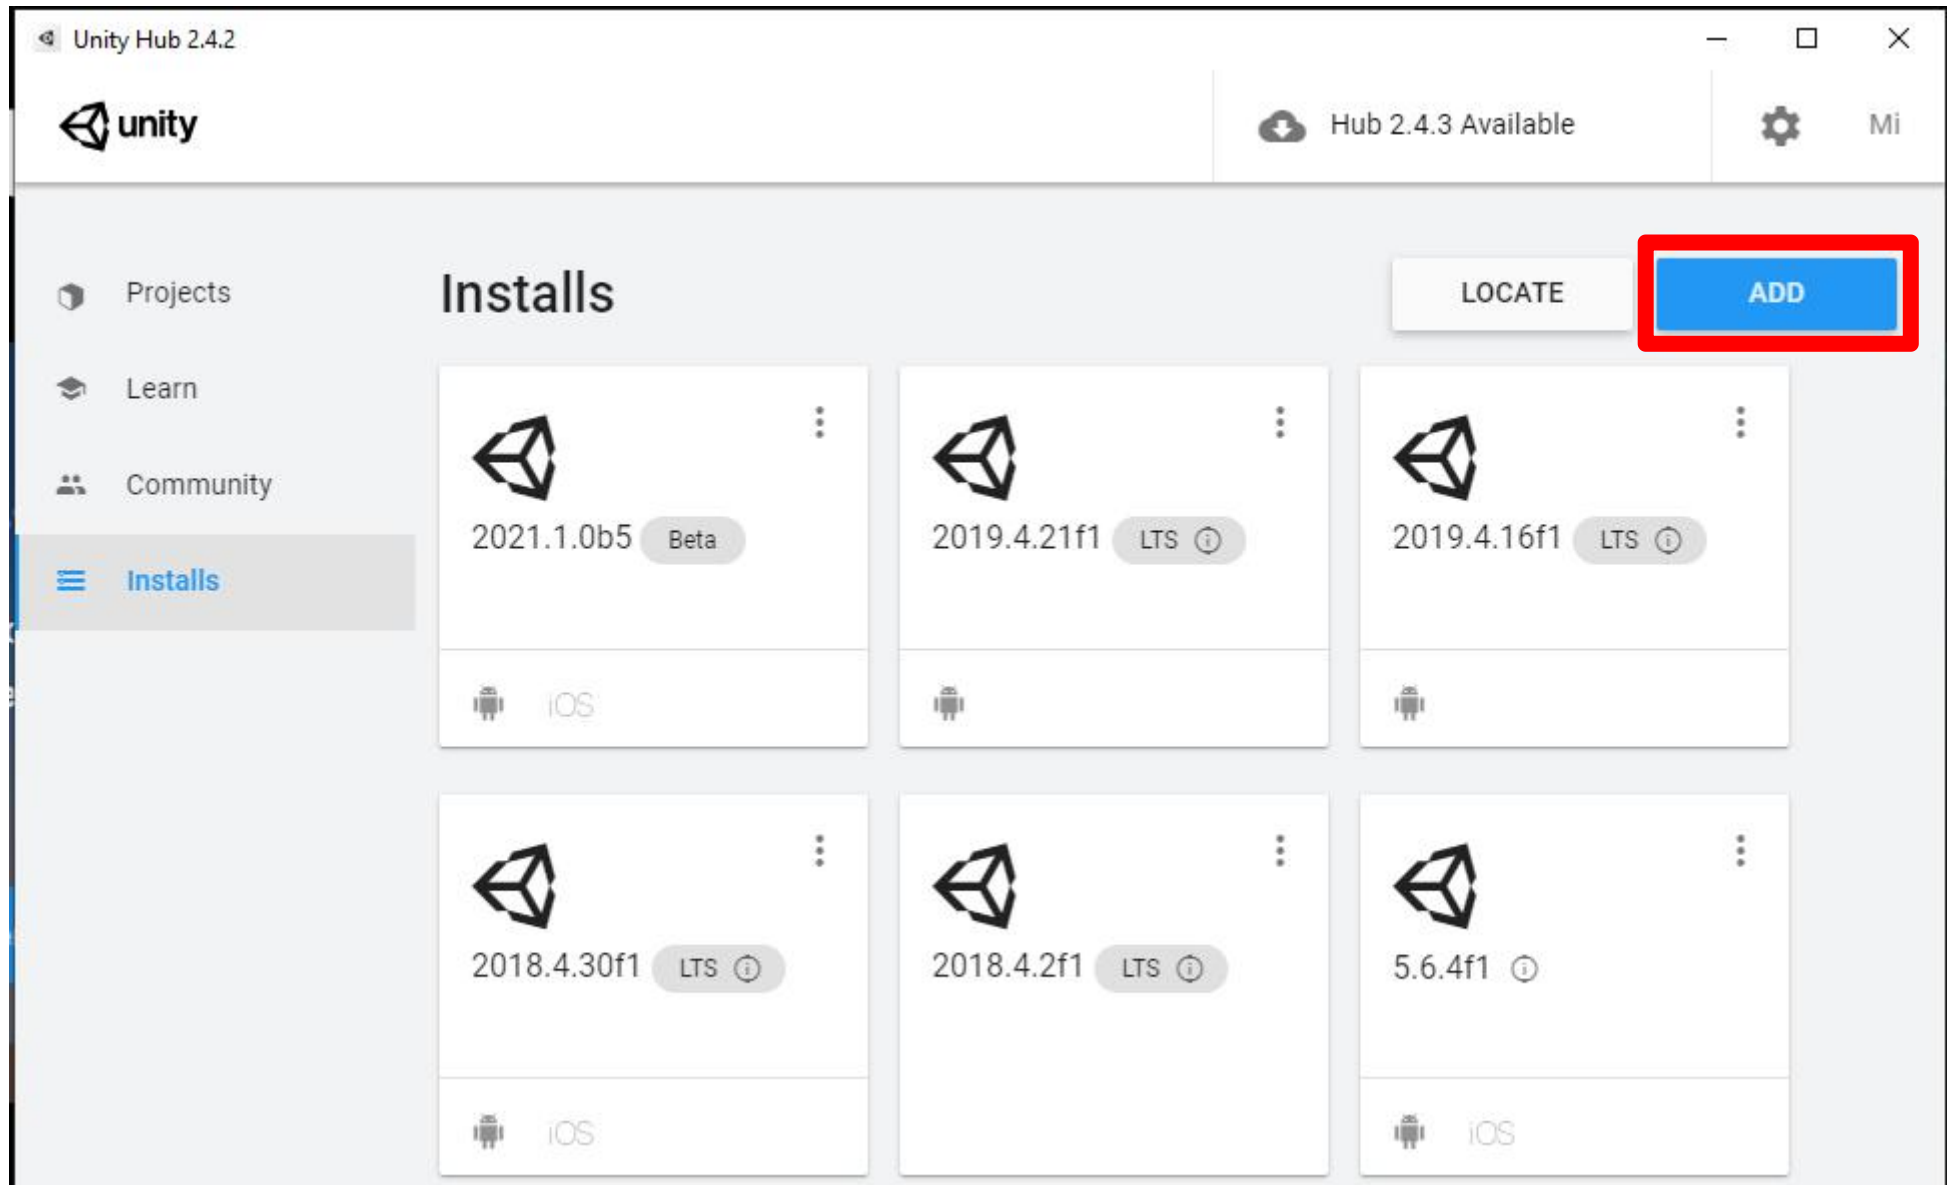 Unity Hub 2.4.2
unity
Hub 2.4.3 Available
Mi
Projects
Learn
Community
Installs
Installs
LOCATE
ADD
2021.1.0b5 Beta
2019.4.21f1 LTS
2019.4.16f1 LTS
iOS
2018.4.30f1 LTS
2018.4.2f1 LTS
5.6.4f1
iOS
iOS